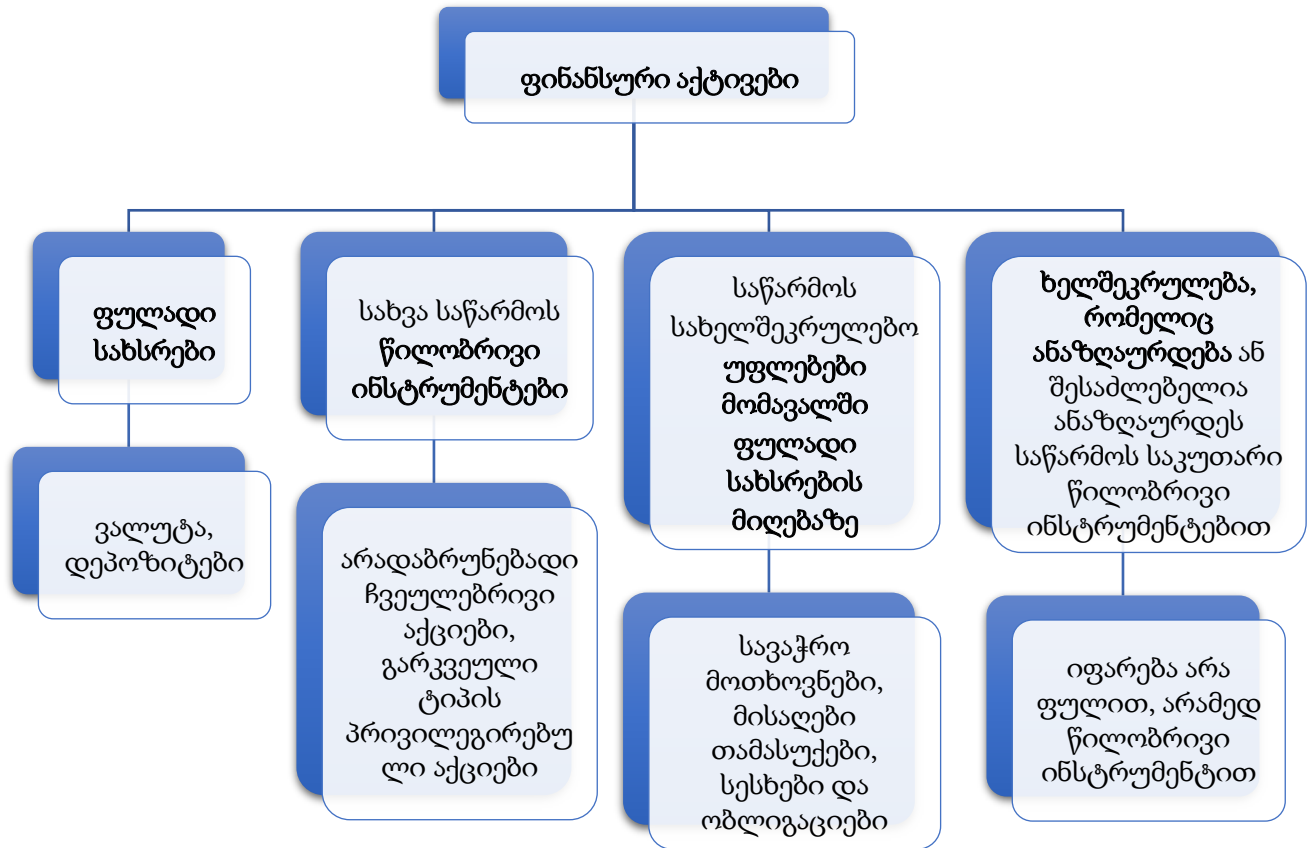 ფინანსური აქტივები
ფულადი
სახსრები
ვალუტა,
დეპოზიტები
სახვა საწარმოს
წილობრივი
ინსტრუმენტები
არადაბრუნებადი
ჩვეულებრივი
აქციები,
გარკვეული
ტიპის
პრივილეგირებუ
ლი აქციები
საწარმოს
სახელშეკრულებო
უფლებები
მომავალში
ფულადი
სახსრების
მიღებაზე
სავაჭრო
მოთხოვნები,
მისაღები
თამასუქები,
სესხები და
ობლიგაციები
ხელშეკრულება,
რომელიც
ანაზღაურდება ან
შესაძლებელია
ანაზღაურდეს
საწარმოს საკუთარი
წილობრივი
ინსტრუმენტებით
იფარება არა
ფულით, არამედ
წილობრივი
ინსტრუმენტით